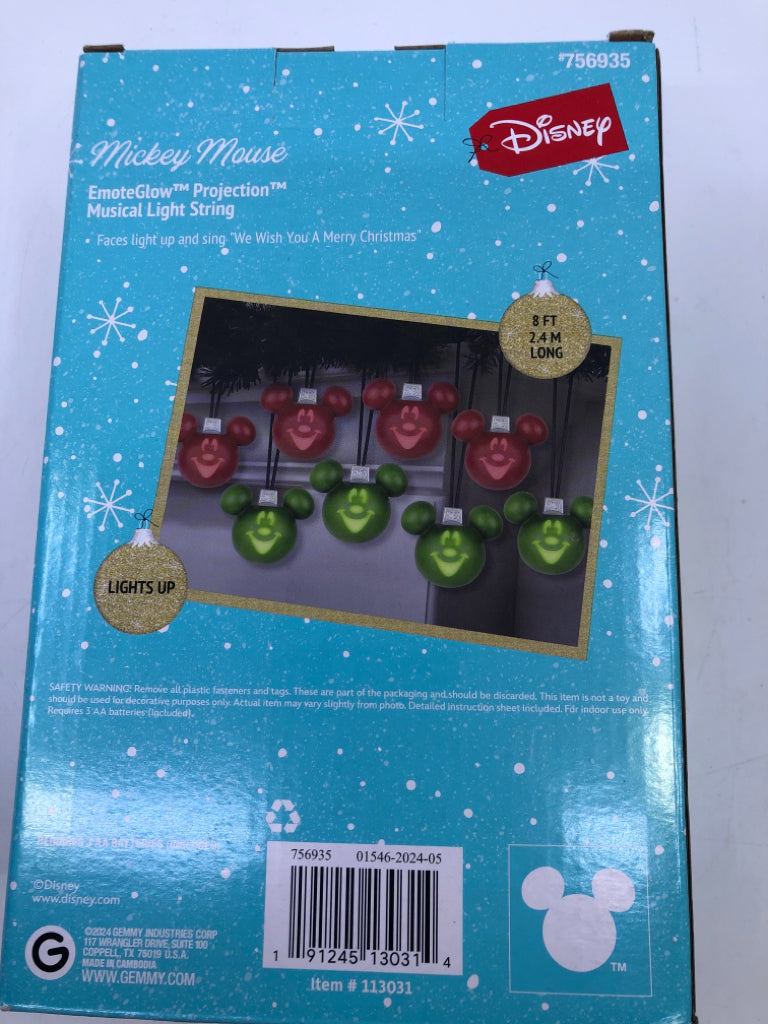 #756935
Disney
Mickey Mouse
EmoteGlow™ Projection™
Musical Light String
• Faces light up and sing "We Wish You A Merry Christmas"
8 FT
2.4 M
LONG
LIGHTS UP
SAFETY WARNING! Remove all plastic fasteners and tags. These are part of the packaging and should be discarded. This item is not a toy and
should be used for decorative purposes only. Actual item may vary slightly from photo. Detailed instruction sheet included. For indoor use only.
Requires 3 AA batteries (included).
REQUIRES 3 AA BATTERIES (INCLUDED)
756935 01546-2024-05
©Disney
www.disney.com
G
©2024 GEMMY INDUSTRIES CORP
117 WRANGLER DRIVE, SUITE 100
COPPELL, TX 75019 U.S.A.
MADE IN CAMBODIA
WWW.GEMMY.COM
1 91245 13031 4
Item # 113031
TM